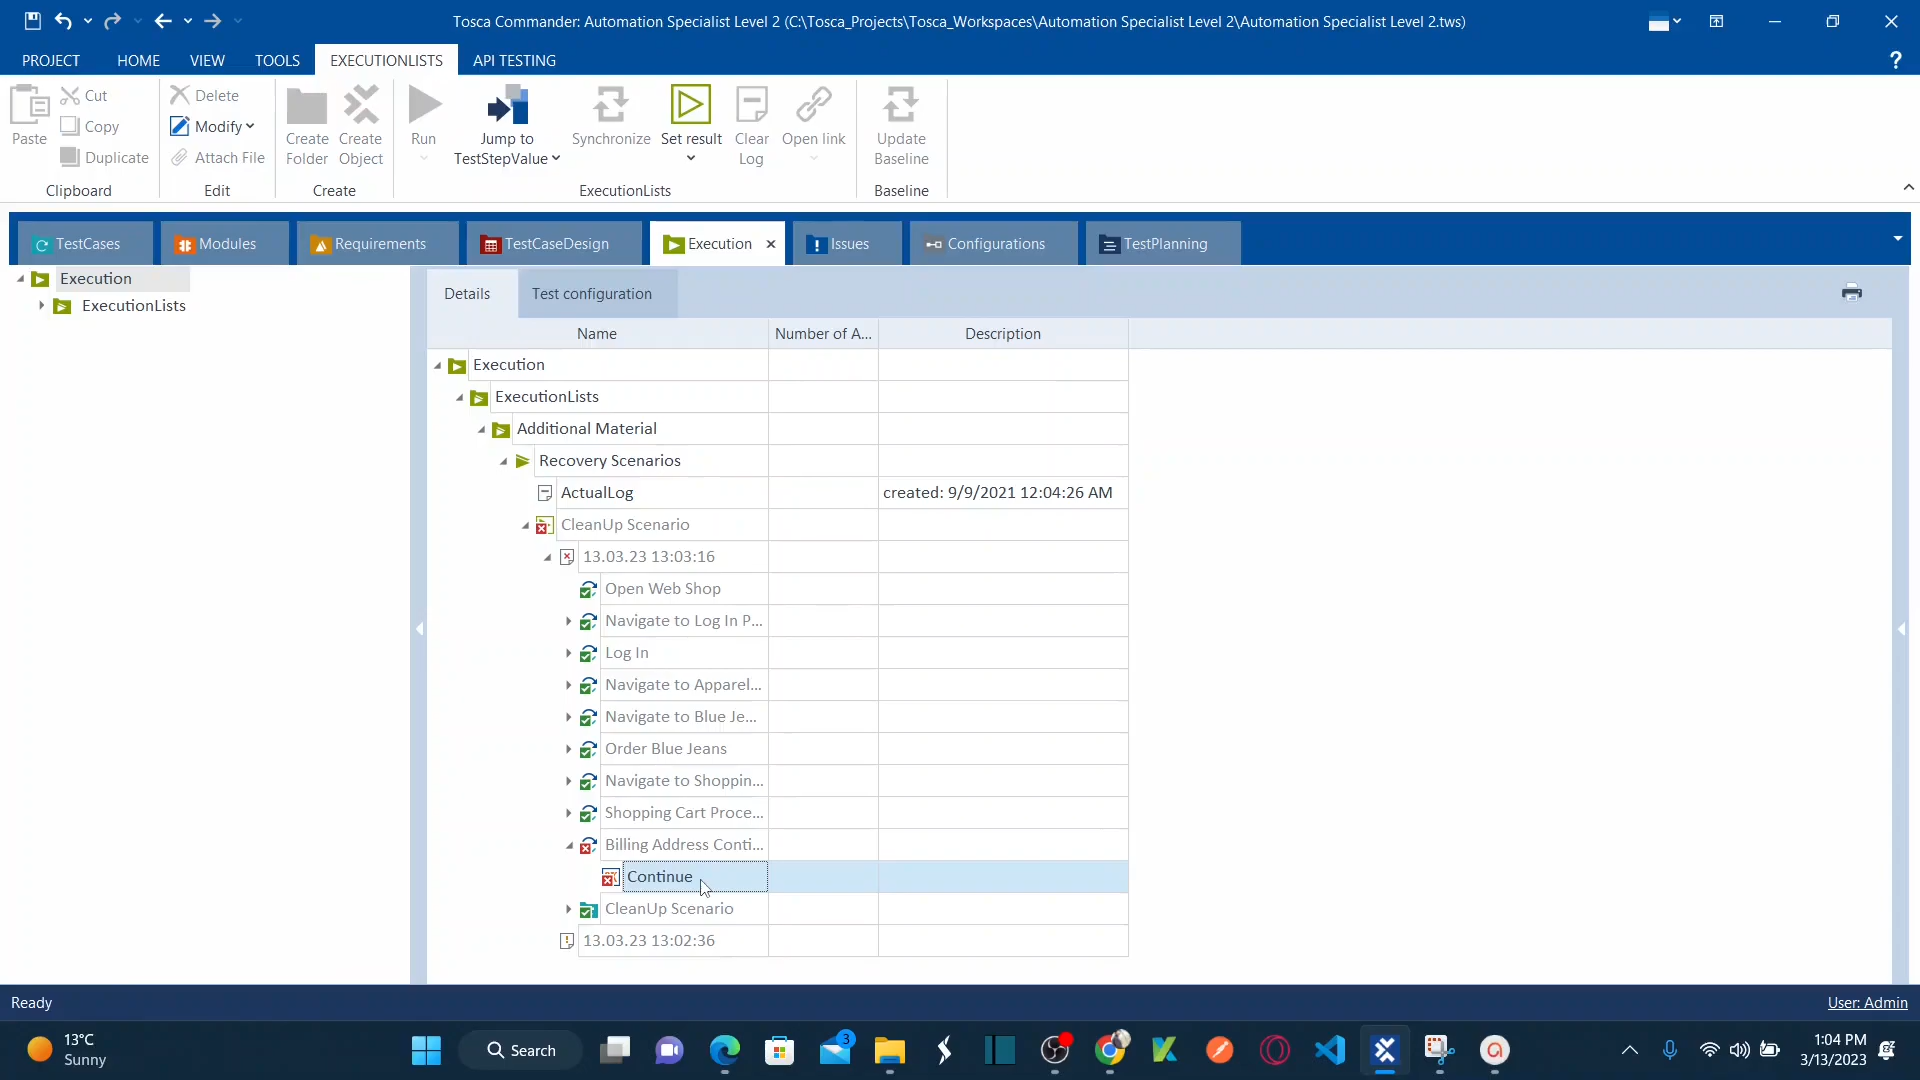 Tosca Commander: Automation Specialist Level 2 (C:\Tosca_Projects\Tosca_Workspaces\Automation Specialist Level 2\Automation Specialist Level 2.tws)
PROJECT HOME VIEW TOOLS EXECUTIONLISTS API TESTING ?
Paste Cut Copy Duplicate
Clipboard
Delete Modify Attach File
Edit
Create Folder Create Object
Create
Run Jump to TestStepValue Synchronize Set result Clear Log Open link
ExecutionLists
Update Baseline
Baseline
TestCases Modules Requirements TestCaseDesign Execution Issues Configurations TestPlanning
Execution
ExecutionLists
Details Test configuration
Name Number of A... Description
Execution
ExecutionLists
Additional Material
Recovery Scenarios
ActualLog created: 9/9/2021 12:04:26 AM
CleanUp Scenario
13.03.23 13:03:16
Open Web Shop
Navigate to Log In P...
Log In
Navigate to Apparel...
Navigate to Blue Je...
Order Blue Jeans
Navigate to Shoppin...
Shopping Cart Proce...
Billing Address Conti...
Continue
CleanUp Scenario
13.03.23 13:02:36
Ready User: Admin
13°C
Sunny
Search
3
1:04 PM
3/13/2023